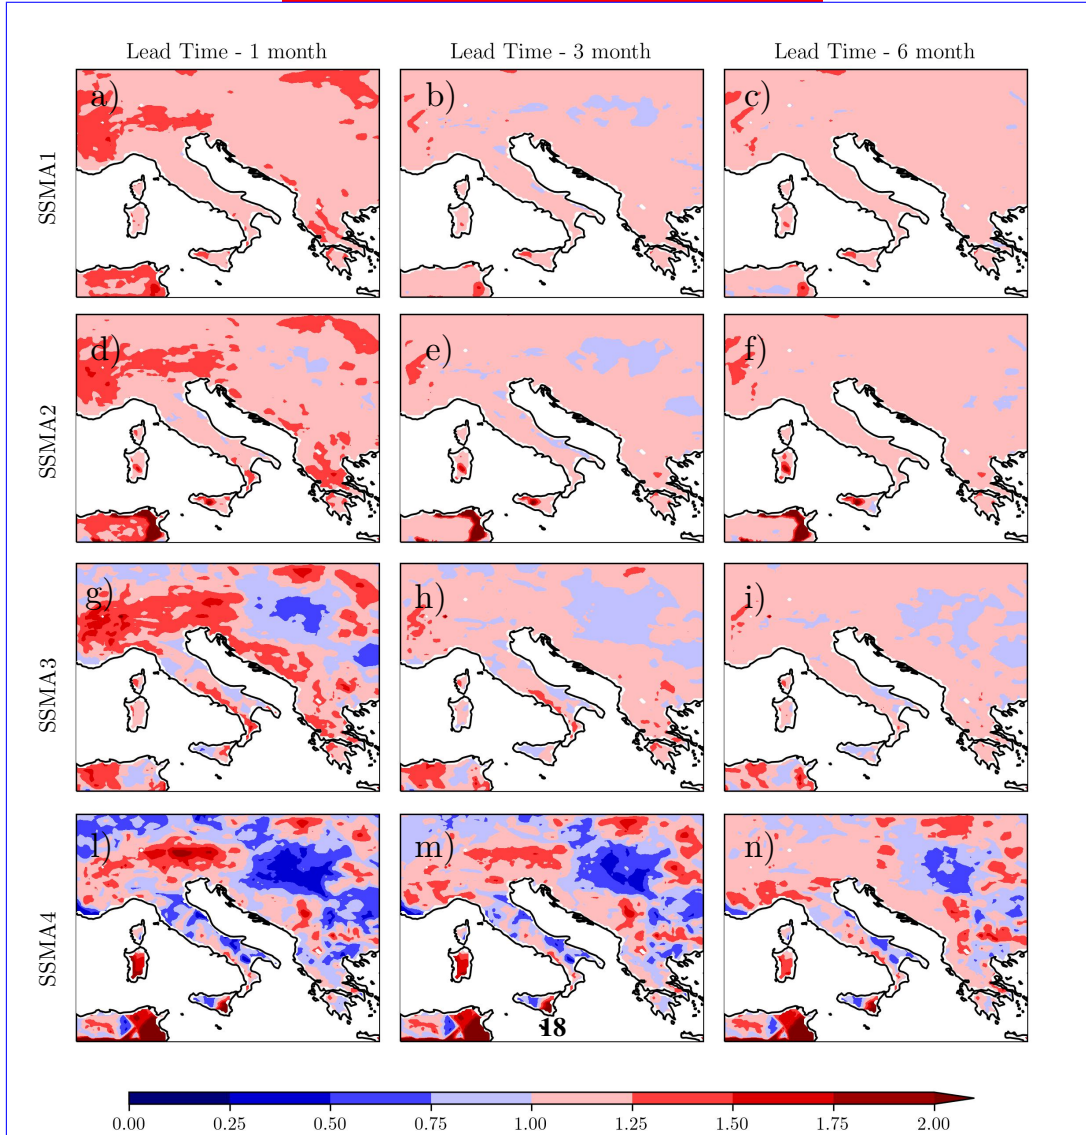 Lead Time - 1 month Lead Time - 3 month Lead Time - 6 month
SSMA1
a) b) c)
SSMA2
d) e) f)
SSMA3
g) h) i)
SSMA4
l) m) n)
18
0.00 0.25 0.50 0.75 1.00 1.25 1.50 1.75 2.00